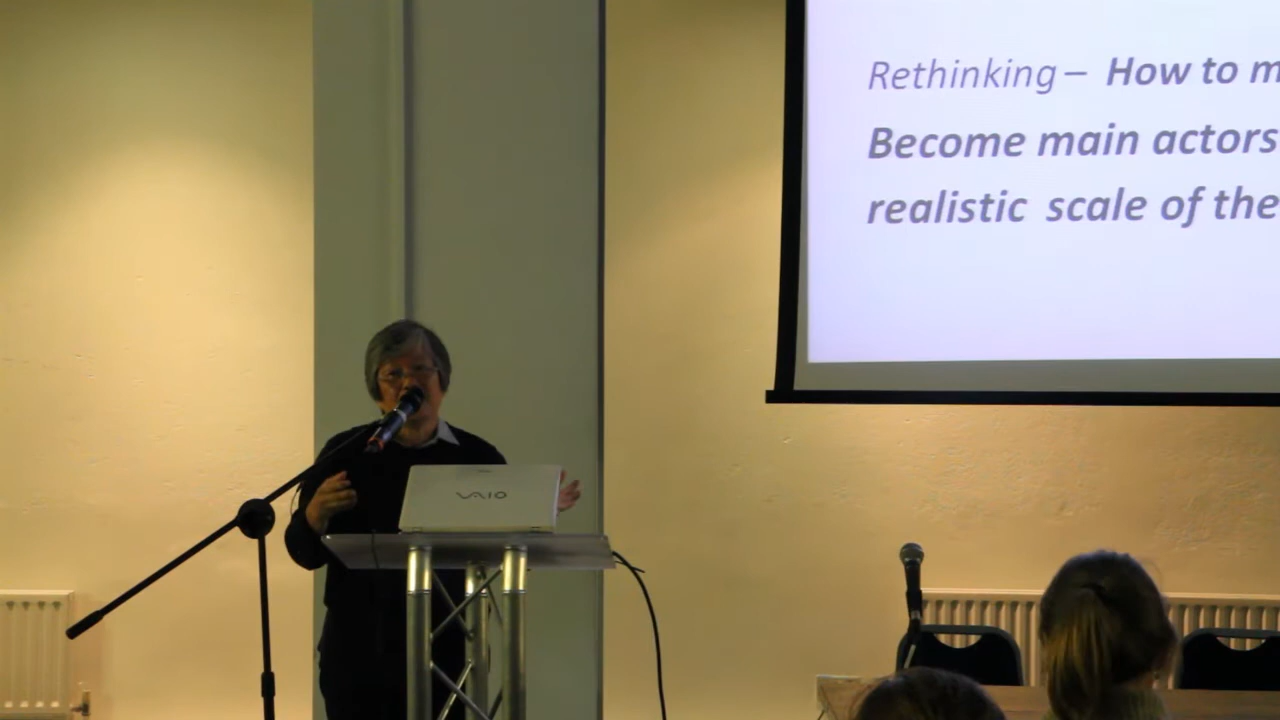 Rethinking – How to m
Become main actors
realistic scale of the
VAIO